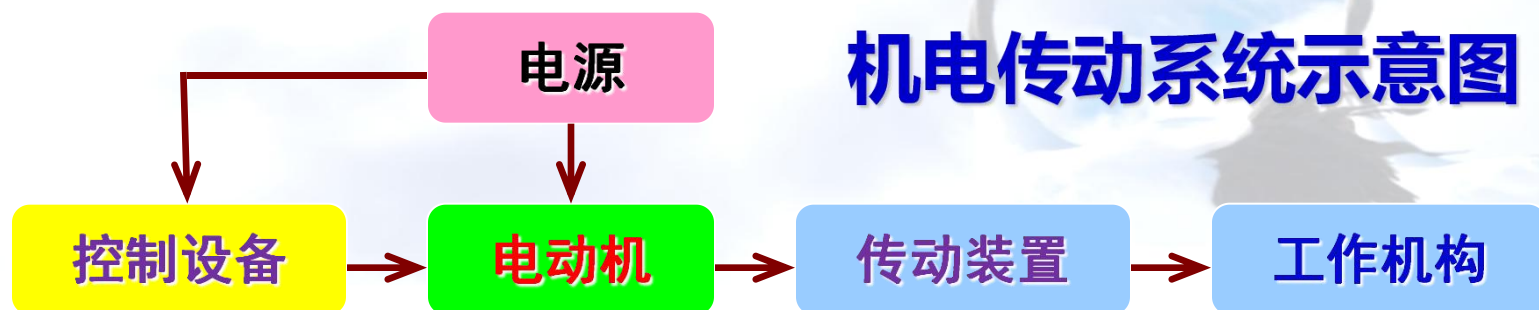 电源
机电传动系统示意图
控制设备
电动机
传动装置
工作机构